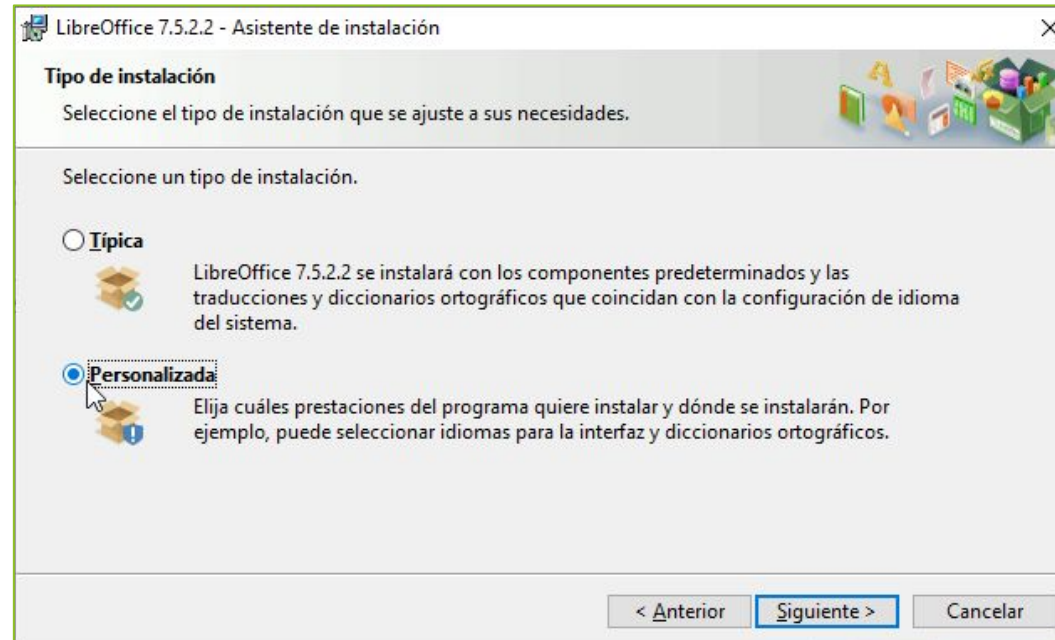 LibreOffice 7.5.2.2 - Asistente de instalación
Tipo de instalación
Seleccione el tipo de instalación que se ajuste a sus necesidades.
Seleccione un tipo de instalación.
Típica
LibreOffice 7.5.2.2 se instalará con los componentes predeterminados y las
traducciones y diccionarios ortográficos que coincidan con la configuración de idioma
del sistema.
Personalizada
Elija cuáles prestaciones del programa quiere instalar y dónde se instalarán. Por
ejemplo, puede seleccionar idiomas para la interfaz y diccionarios ortográficos.
< Anterior
Siguiente >
Cancelar